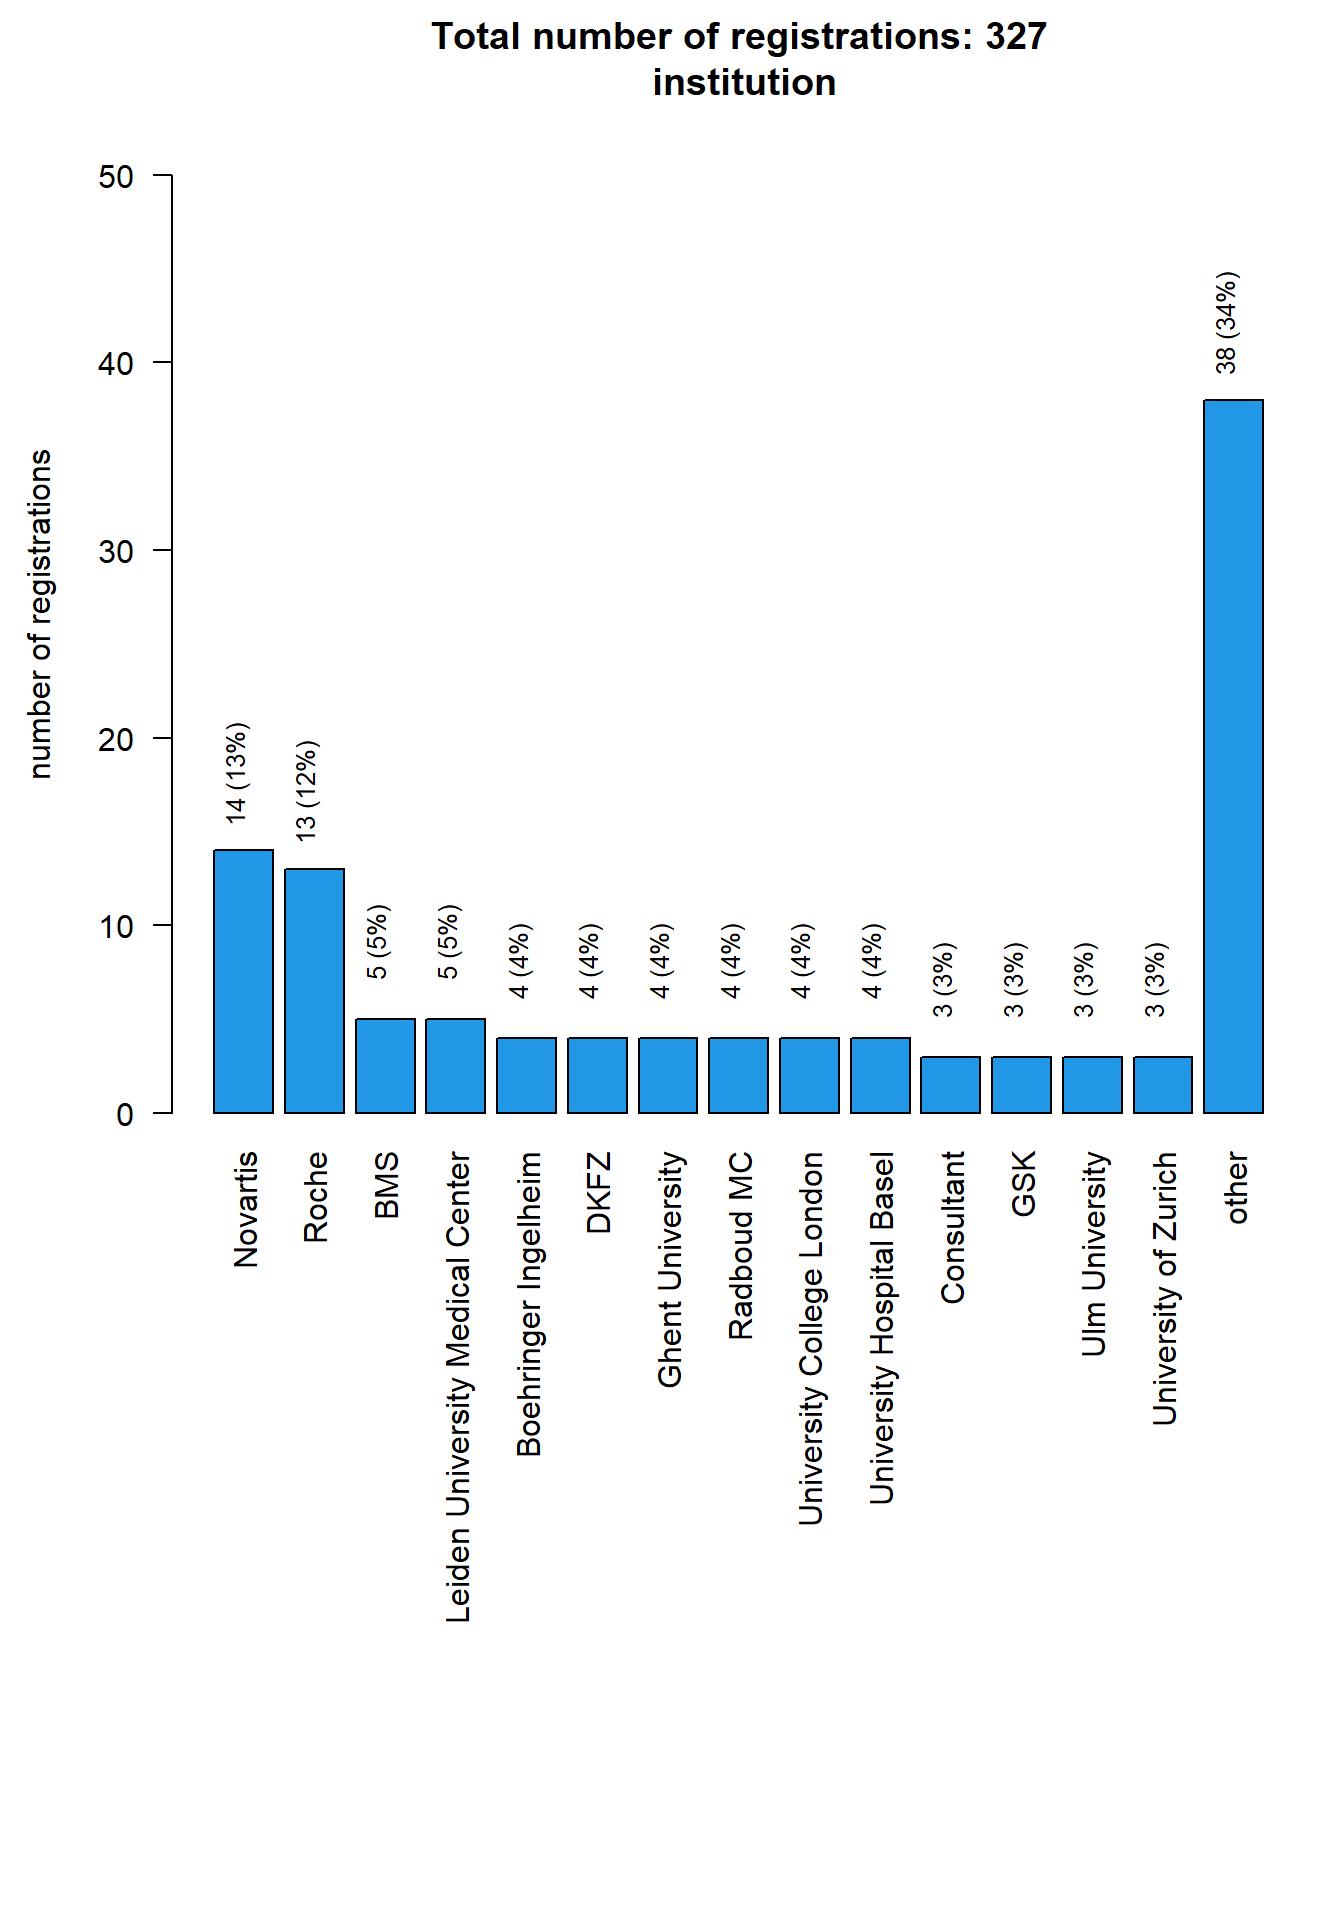 Total number of registrations: 327
institution
number of registrations
50
40
30
20
10
0
14 (13%)
13 (12%)
5 (5%)
5 (5%)
4 (4%)
4 (4%)
4 (4%)
4 (4%)
4 (4%)
4 (4%)
3 (3%)
3 (3%)
3 (3%)
3 (3%)
38 (34%)
Novartis
Roche
BMS
Leiden University Medical Center
Boehringer Ingelheim
DKFZ
Ghent University
Radboud MC
University College London
University Hospital Basel
Consultant
GSK
Ulm University
University of Zurich
other